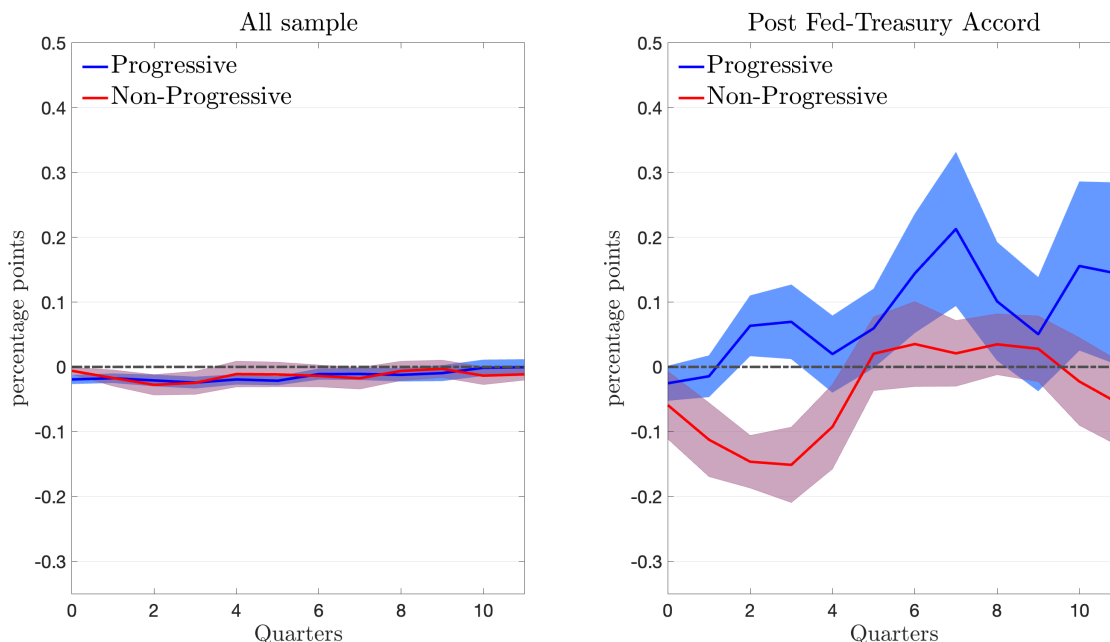 All sample
0.5
0.4
0.3
0.2
0.1
0
-0.1
-0.2
-0.3
percentage points
Progressive
Non-Progressive
0 2 4 6 8 10
Quarters
Post Fed-Treasury Accord
0.5
0.4
0.3
0.2
0.1
0
-0.1
-0.2
-0.3
percentage points
Progressive
Non-Progressive
0 2 4 6 8 10
Quarters